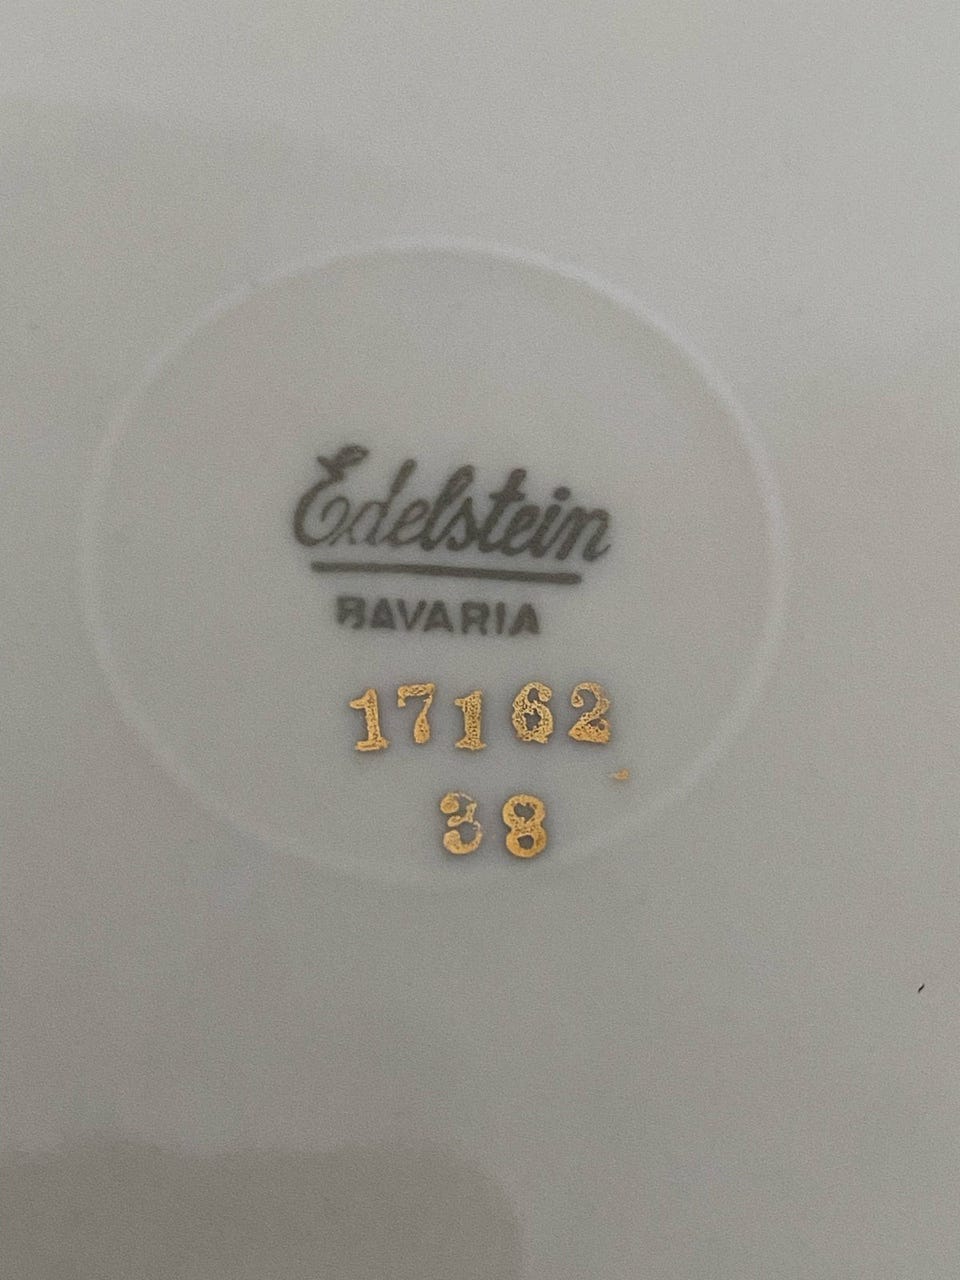 Edelstein
BAVARIA
17162
38